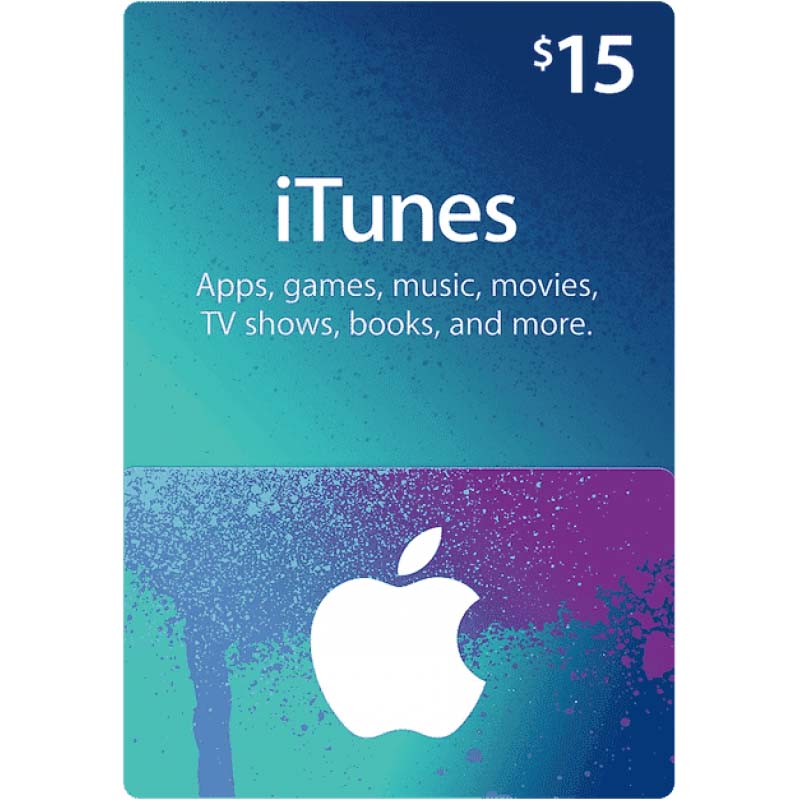 $15
iTunes
Apps, games, music, movies,
TV shows, books, and more.